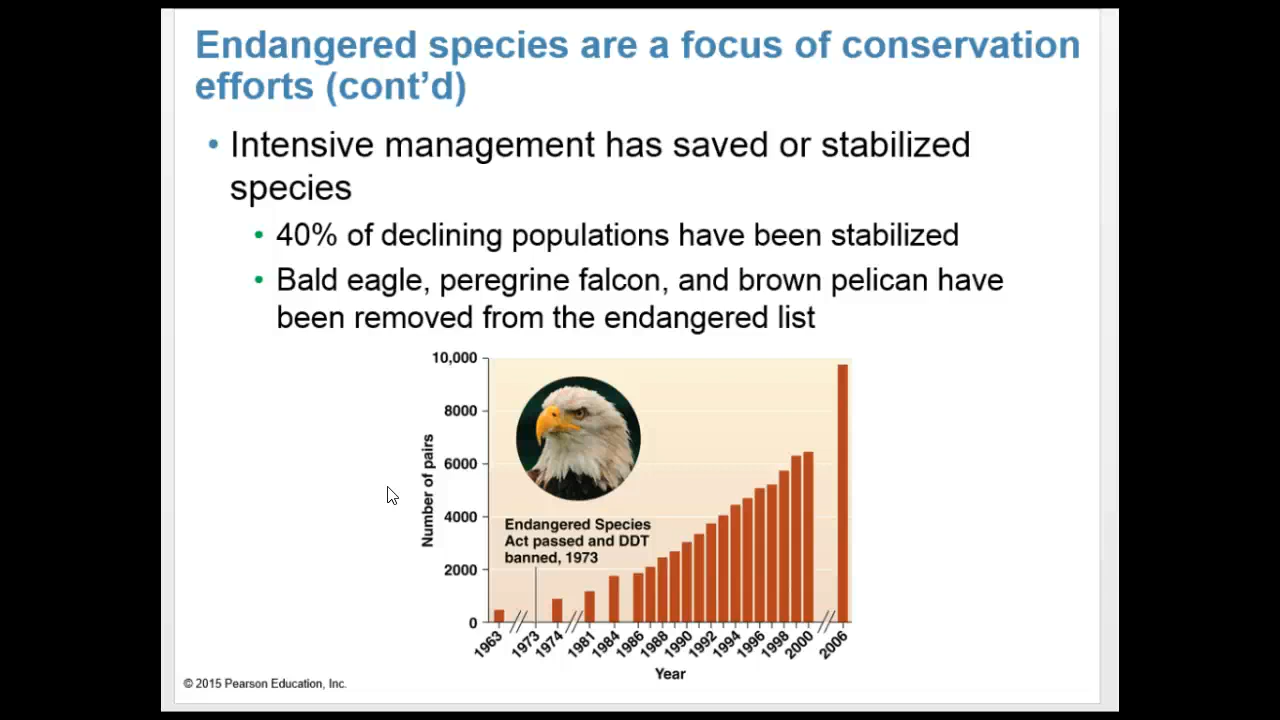 Endangered species are a focus of conservation
efforts (cont’d)
• Intensive management has saved or stabilized
species
• 40% of declining populations have been stabilized
• Bald eagle, peregrine falcon, and brown pelican have
been removed from the endangered list
10,000
8000
6000
4000
2000
0
Number of pairs
Endangered Species
Act passed and DDT
banned, 1973
1963 1973 1974 1981 1984 1986 1988 1990 1992 1994 1996 1998 2000 2006
Year
© 2015 Pearson Education, Inc.